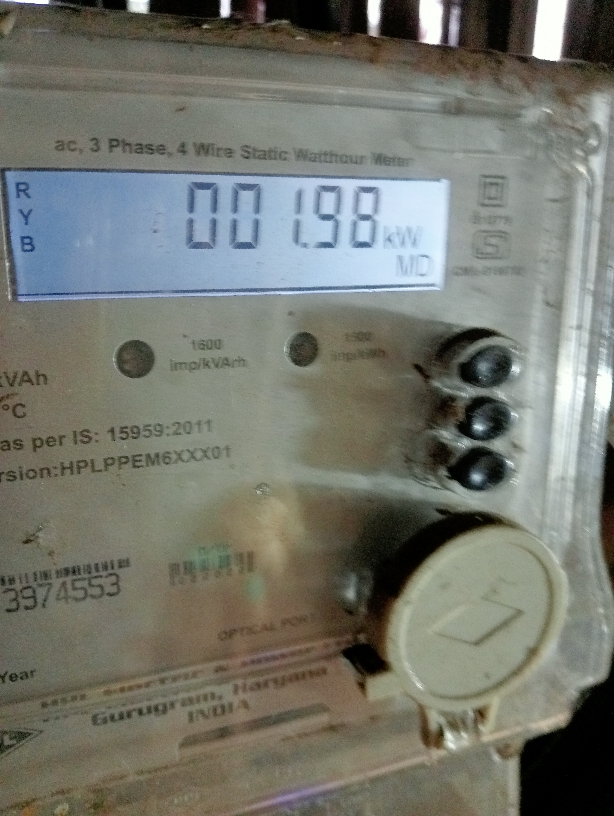 ac, 3 Phase, 4 Wire Static Watthour Meter
R
Y
B
001.98 kW
MD
1600
imp/kVArh
imp/kWh
kVAh
°C
as per IS: 15959:2011
rsion:HPLPPEM6XXX01
3974553
OPTICAL PORT
Year
Gurugram, Haryana
INDIA